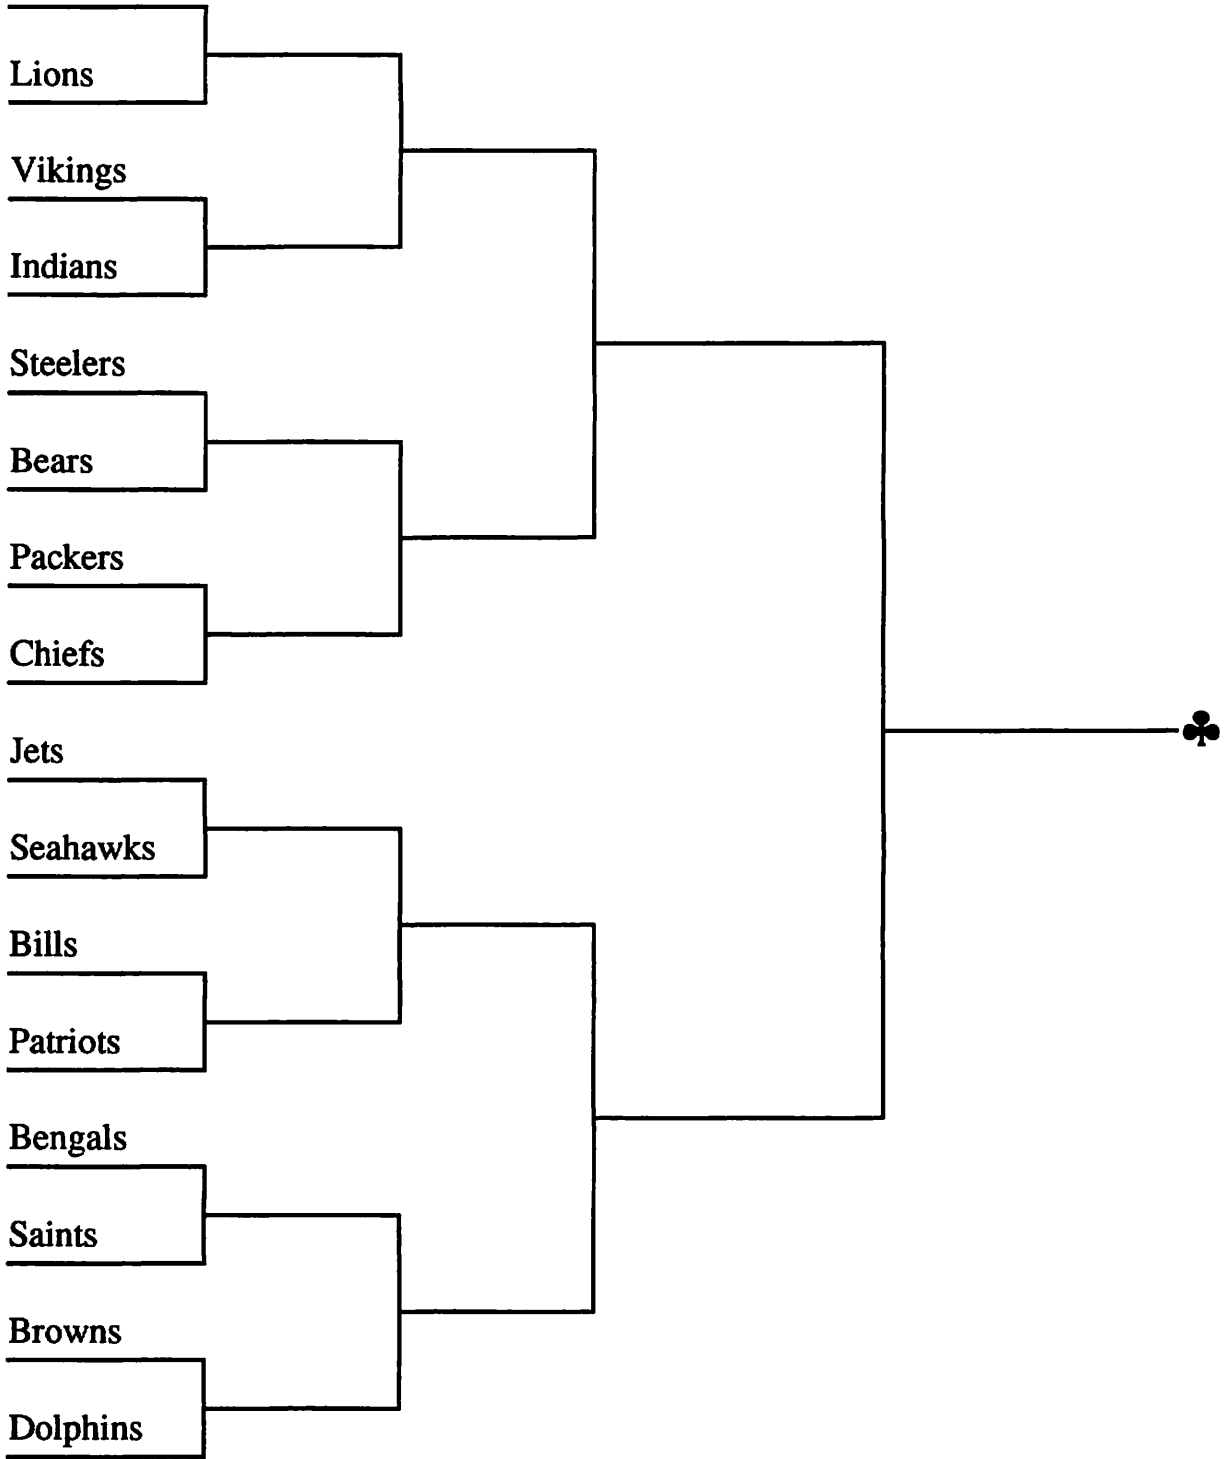 Lions
Vikings
Indians
Steelers
Bears
Packers
Chiefs
Jets
Seahawks
Bills
Patriots
Bengals
Saints
Browns
Dolphins